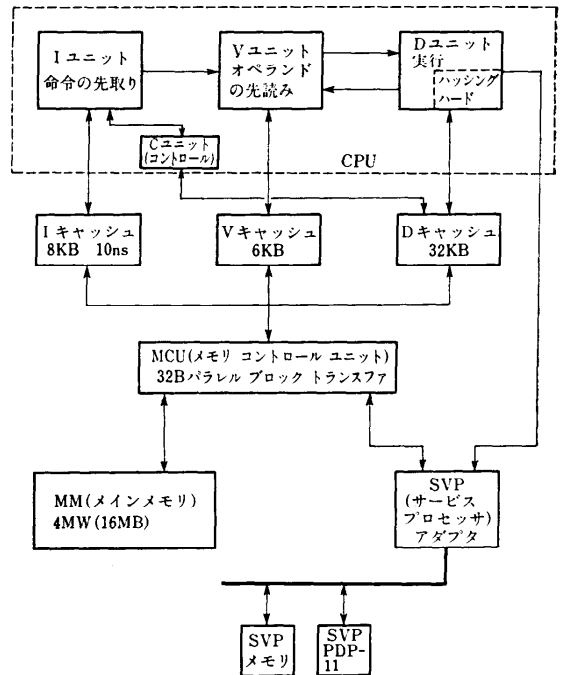 Iユニット
命令の先取り
Vユニット
オペランド
の先読み
Dユニット
実行
ハッシング
ハード
Cユニット
(コントロール)
CPU
Iキャッシュ
8KB 10ns
Vキャッシュ
6KB
Dキャッシュ
32KB
MCU(メモリ コントロール ユニット)
32Bパラレル ブロック トランスファ
MM(メインメモリ)
4MW(16MB)
SVP
(サービス
プロセッサ)
アダプタ
SVP
メモリ
SVP
PDP-
11